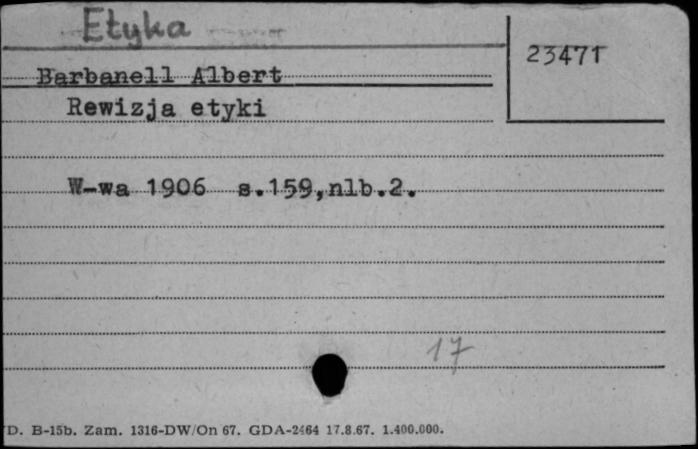 Etyka
23471
Barbanell Albert
Rewizja etyki
W-wa 1906 s.159,nlb.2.
17
D. B-15b. Zam. 1316-DW/On 67. GDA-2464 17.8.67. 1.400.000.